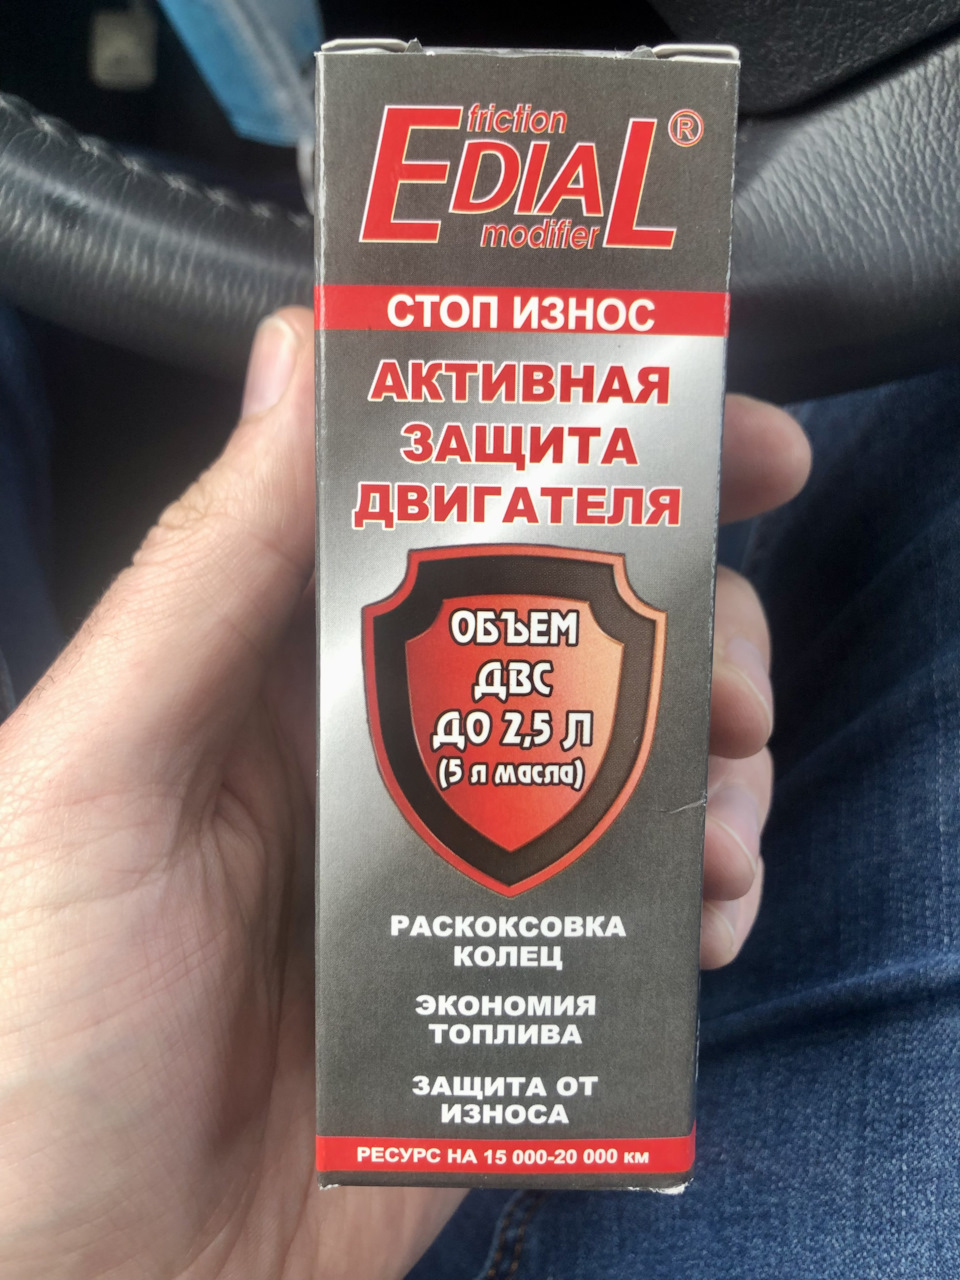 friction
EDIAL®
modifier
СТОП ИЗНОС
АКТИВНАЯ
ЗАЩИТА
ДВИГАТЕЛЯ
ОБЪЕМ
ДВС
ДО 2,5 Л
(5 л масла)
РАСКОКСОВКА
КОЛЕЦ
ЭКОНОМИЯ
ТОПЛИВА
ЗАЩИТА ОТ
ИЗНОСА
РЕСУРС НА 15 000-20 000 км